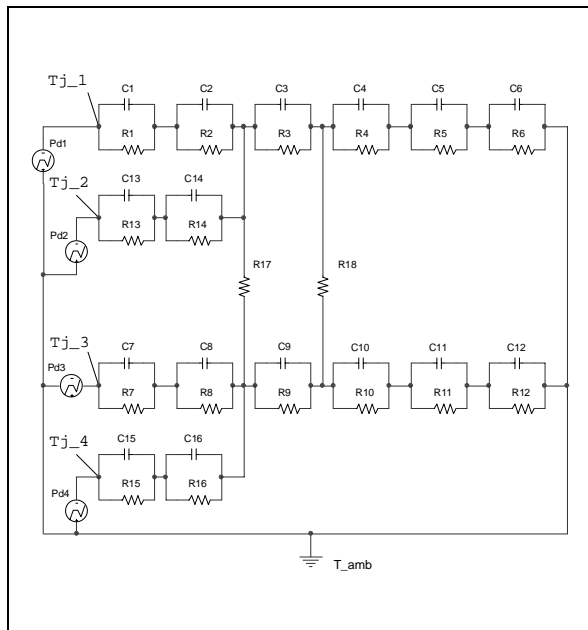 Tj_1
C1 C2 C3 C4 C5 C6
R1 R2 R3 R4 R5 R6
Pd1
Tj_2
C13 C14
R13 R14
Pd2
R17 R18
Tj_3
C7 C8 C9 C10 C11 C12
Pd3
R7 R8 R9 R10 R11 R12
Tj_4
C15 C16
R15 R16
Pd4
T_amb